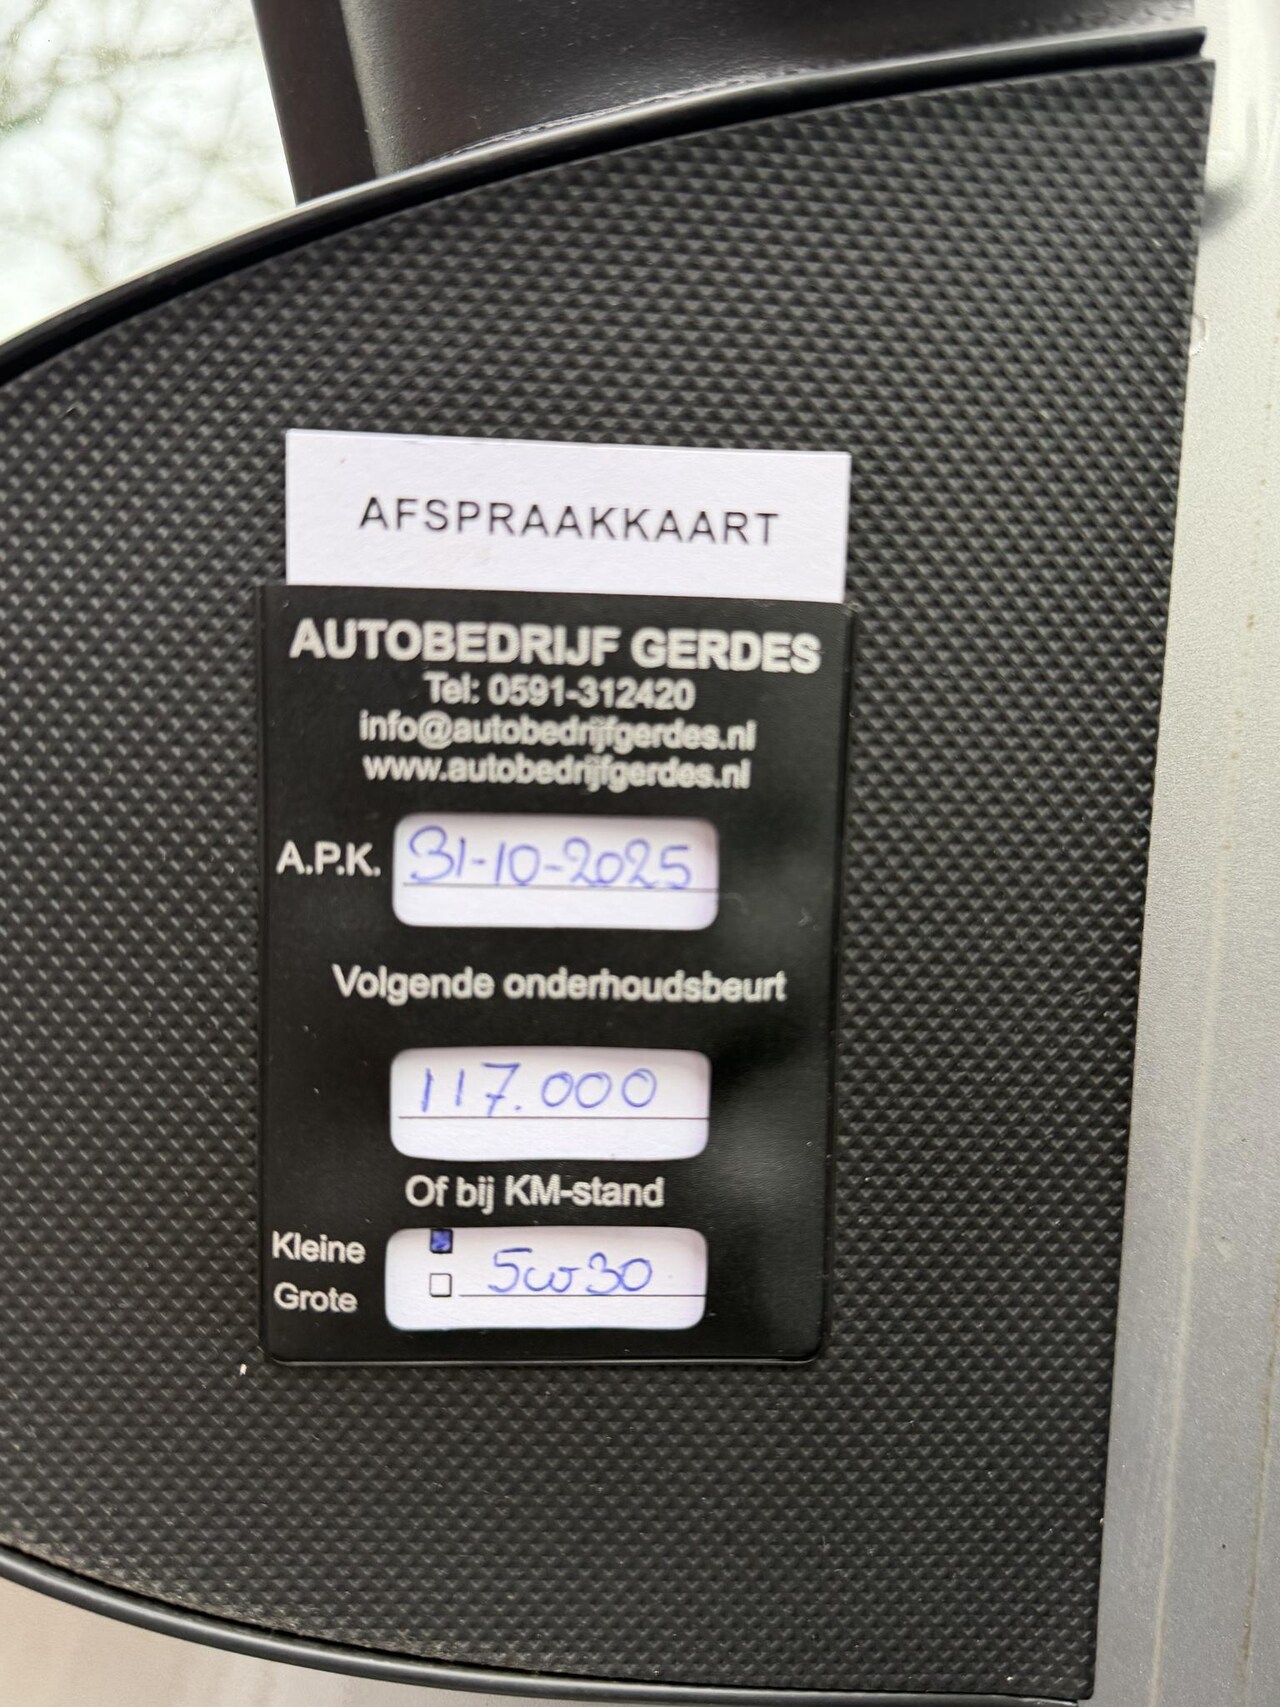 AFSPRAAKKAART
AUTOBEDRIJF GERDES
Tel: 0591-312420
info@autobedrijfgerdes.nl
www.autobedrijfgerdes.nl
A.P.K. 31-10-2025
Volgende onderhoudsbeurt
117.000
Of bij KM-stand
Kleine
Grote 5w30